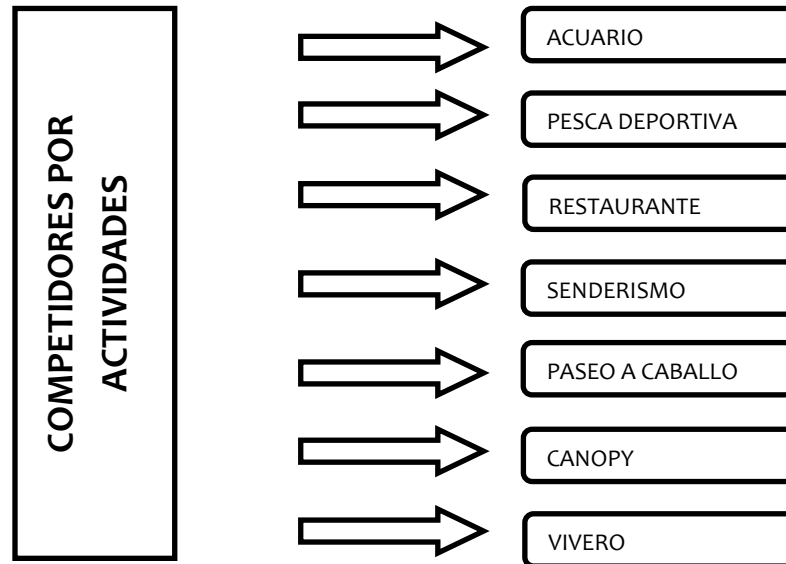 COMPETIDORES POR
ACTIVIDADES
ACUARIO
PESCA DEPORTIVA
RESTAURANTE
SENDERISMO
PASEO A CABALLO
CANOPY
VIVERO